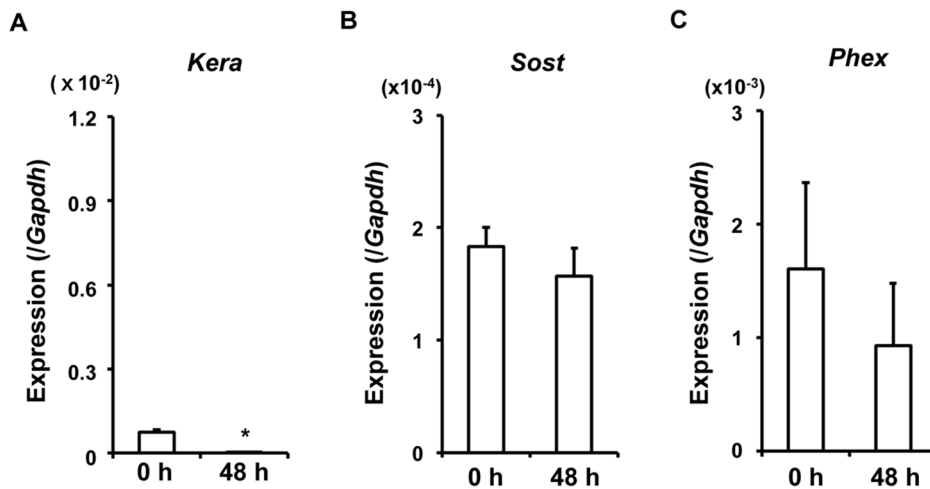 A
Kera
( x 10-2)
1.2
0.9
0.6
0.3
0
Expression (/Gapdh)
*
0 h 48 h
B
Sost
(x10-4)
3
2
1
0
Expression (/Gapdh)
0 h 48 h
C
Phex
(x10-3)
3
2
1
0
Expression (/Gapdh)
0 h 48 h